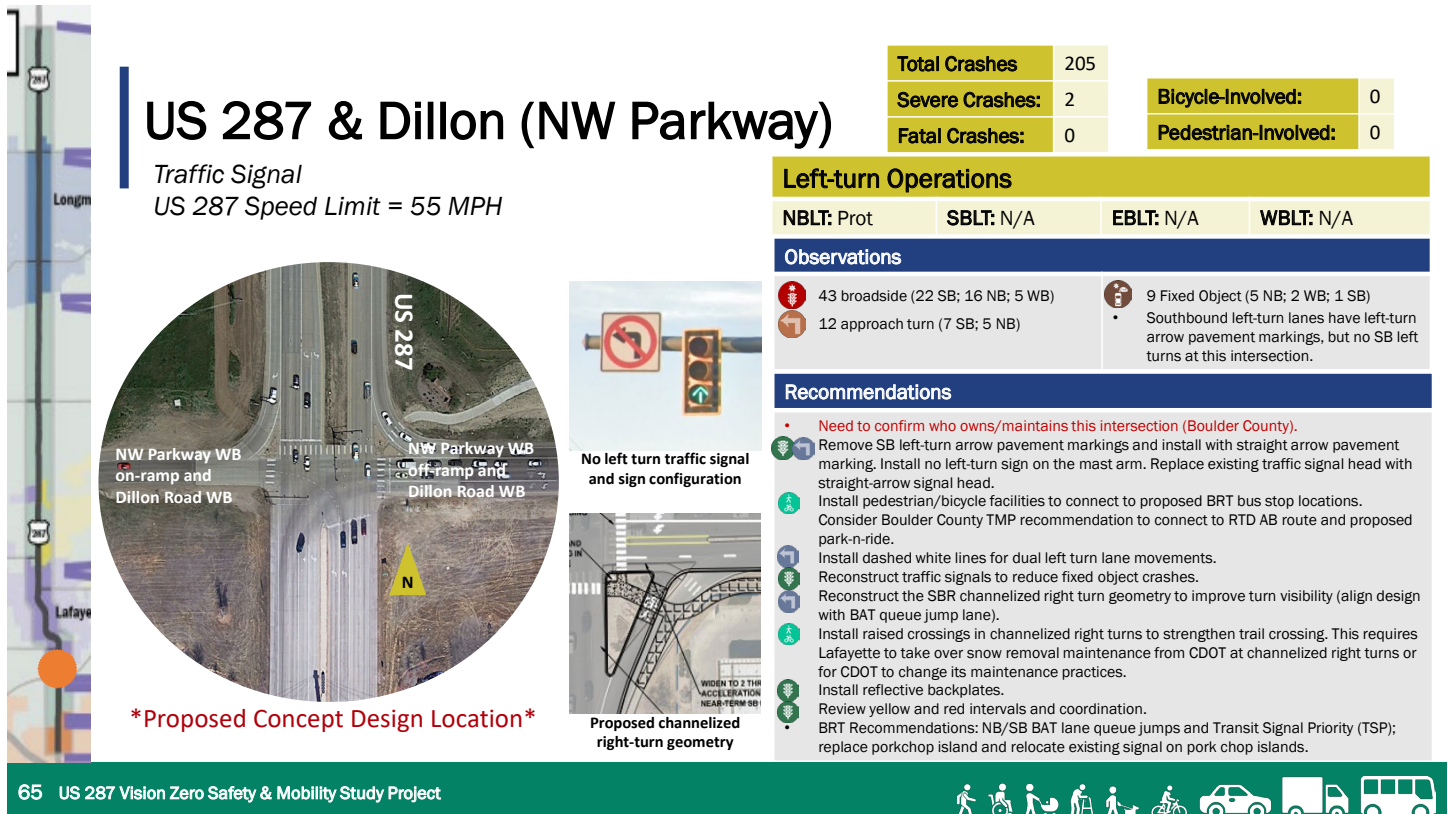 287
Longm
287
Lafaye
US 287 & Dillon (NW Parkway)
Traffic Signal
US 287 Speed Limit = 55 MPH
Total Crashes 205
Severe Crashes: 2
Fatal Crashes: 0
Bicycle-Involved: 0
Pedestrian-Involved: 0
Left-turn Operations
NBLT: Prot SBLT: N/A EBLT: N/A WBLT: N/A
Observations
43 broadside (22 SB; 16 NB; 5 WB)
12 approach turn (7 SB; 5 NB)
9 Fixed Object (5 NB; 2 WB; 1 SB)
• Southbound left-turn lanes have left-turn
arrow pavement markings, but no SB left
turns at this intersection.
Recommendations
• Need to confirm who owns/maintains this intersection (Boulder County).
Remove SB left-turn arrow pavement markings and install with straight arrow pavement
marking. Install no left-turn sign on the mast arm. Replace existing traffic signal head with
straight-arrow signal head.
Install pedestrian/bicycle facilities to connect to proposed BRT bus stop locations.
Consider Boulder County TMP recommendation to connect to RTD AB route and proposed
park-n-ride.
Install dashed white lines for dual left turn lane movements.
Reconstruct traffic signals to reduce fixed object crashes.
Reconstruct the SBR channelized right turn geometry to improve turn visibility (align design
with BAT queue jump lane).
Install raised crossings in channelized right turns to strengthen trail crossing. This requires
Lafayette to take over snow removal maintenance from CDOT at channelized right turns or
for CDOT to change its maintenance practices.
Install reflective backplates.
Review yellow and red intervals and coordination.
• BRT Recommendations: NB/SB BAT lane queue jumps and Transit Signal Priority (TSP);
replace porkchop island and relocate existing signal on pork chop islands.
US 287
NW Parkway WB
on-ramp and
Dillon Road WB
NW Parkway WB
off-ramp and
Dillon Road WB
N
*Proposed Concept Design Location*
No left turn traffic signal
and sign configuration
AND
G IN
WIDEN TO 2 THR
ACCELERATION
NEAR-TERM SB
Proposed channelized
right-turn geometry
65 US 287 Vision Zero Safety & Mobility Study Project